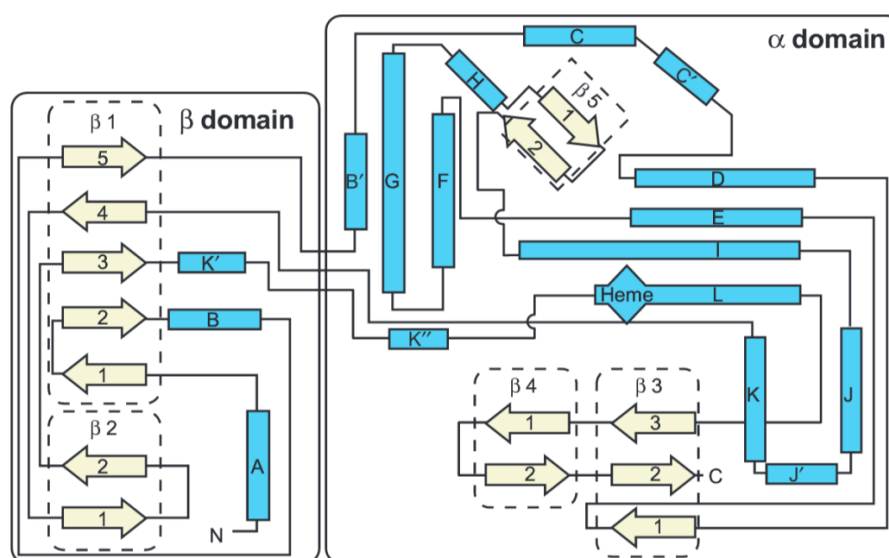 β domain
β 1
5
4
3
2
1
K′
B
β 2
2
1
A
N
α domain
C
C′
H
β 5
1
2
B′
G
F
D
E
I
Heme
L
K″
K
J
J′
β 4
1
2
β 3
3
2
1
C